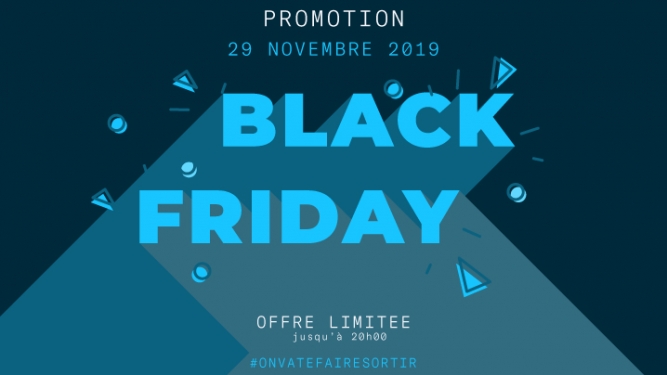 PROMOTION
29 NOVEMBRE 2019
BLACK
FRIDAY
OFFRE LIMITEE
jusqu'à 20h00
#ONVATEFAIRESORTIR